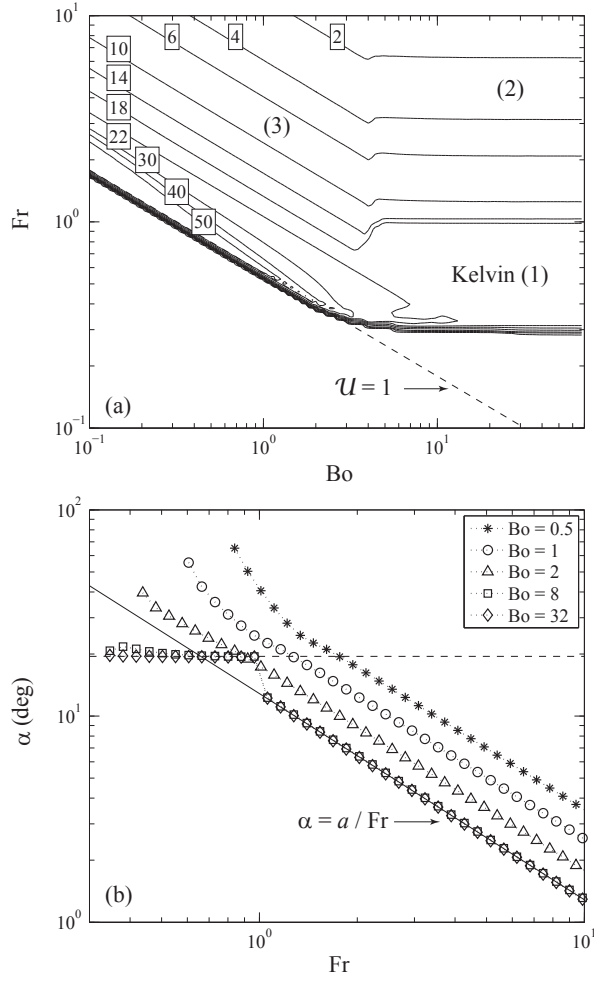 10¹
10⁰
10⁻¹
Fr
10
14
18
22
30
40
50
6
4
2
(2)
(3)
Kelvin (1)
𝒰 = 1
(a)
10⁻¹
10⁰
10¹
Bo
10²
10¹
10⁰
α (deg)
Bo = 0.5
Bo = 1
Bo = 2
Bo = 8
Bo = 32
α = a / Fr
(b)
10⁰
10¹
Fr